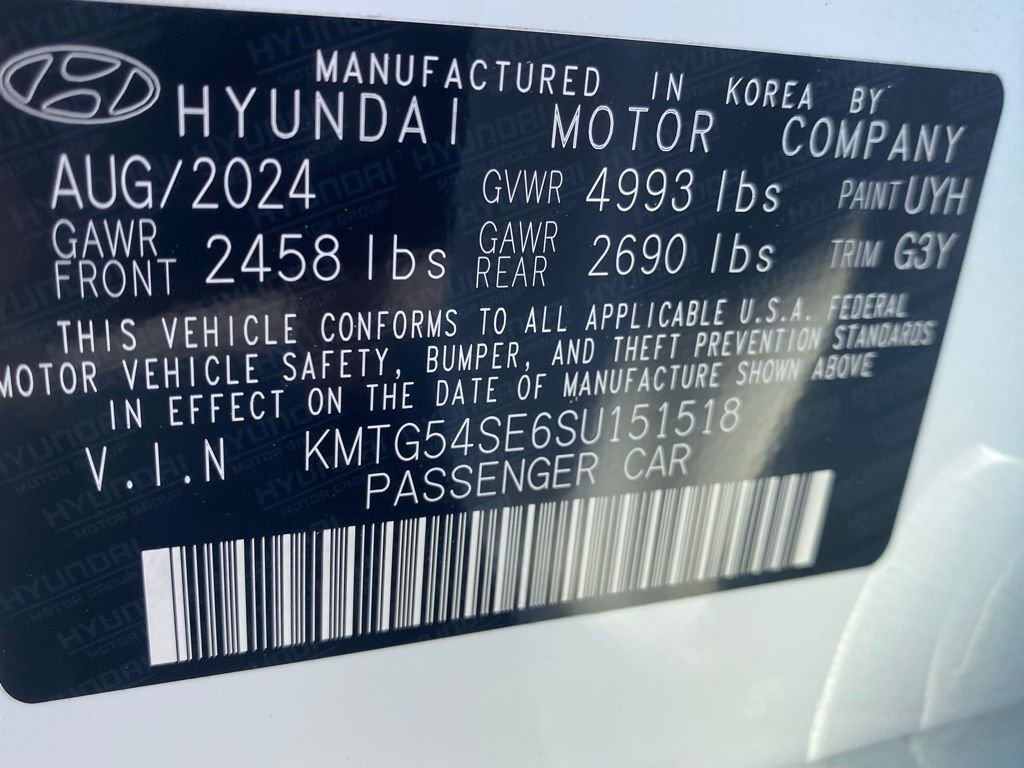 MANUFACTURED IN KOREA BY
HYUNDAI MOTOR COMPANY
AUG/2024 GVWR 4993 lbs PAINT UYH
GAWR FRONT 2458 lbs GAWR REAR 2690 lbs TRIM G3Y
THIS VEHICLE CONFORMS TO ALL APPLICABLE U.S.A. FEDERAL
MOTOR VEHICLE SAFETY, BUMPER, AND THEFT PREVENTION STANDARDS
IN EFFECT ON THE DATE OF MANUFACTURE SHOWN ABOVE
V.I.N KMTG54SE6SU151518
PASSENGER CAR